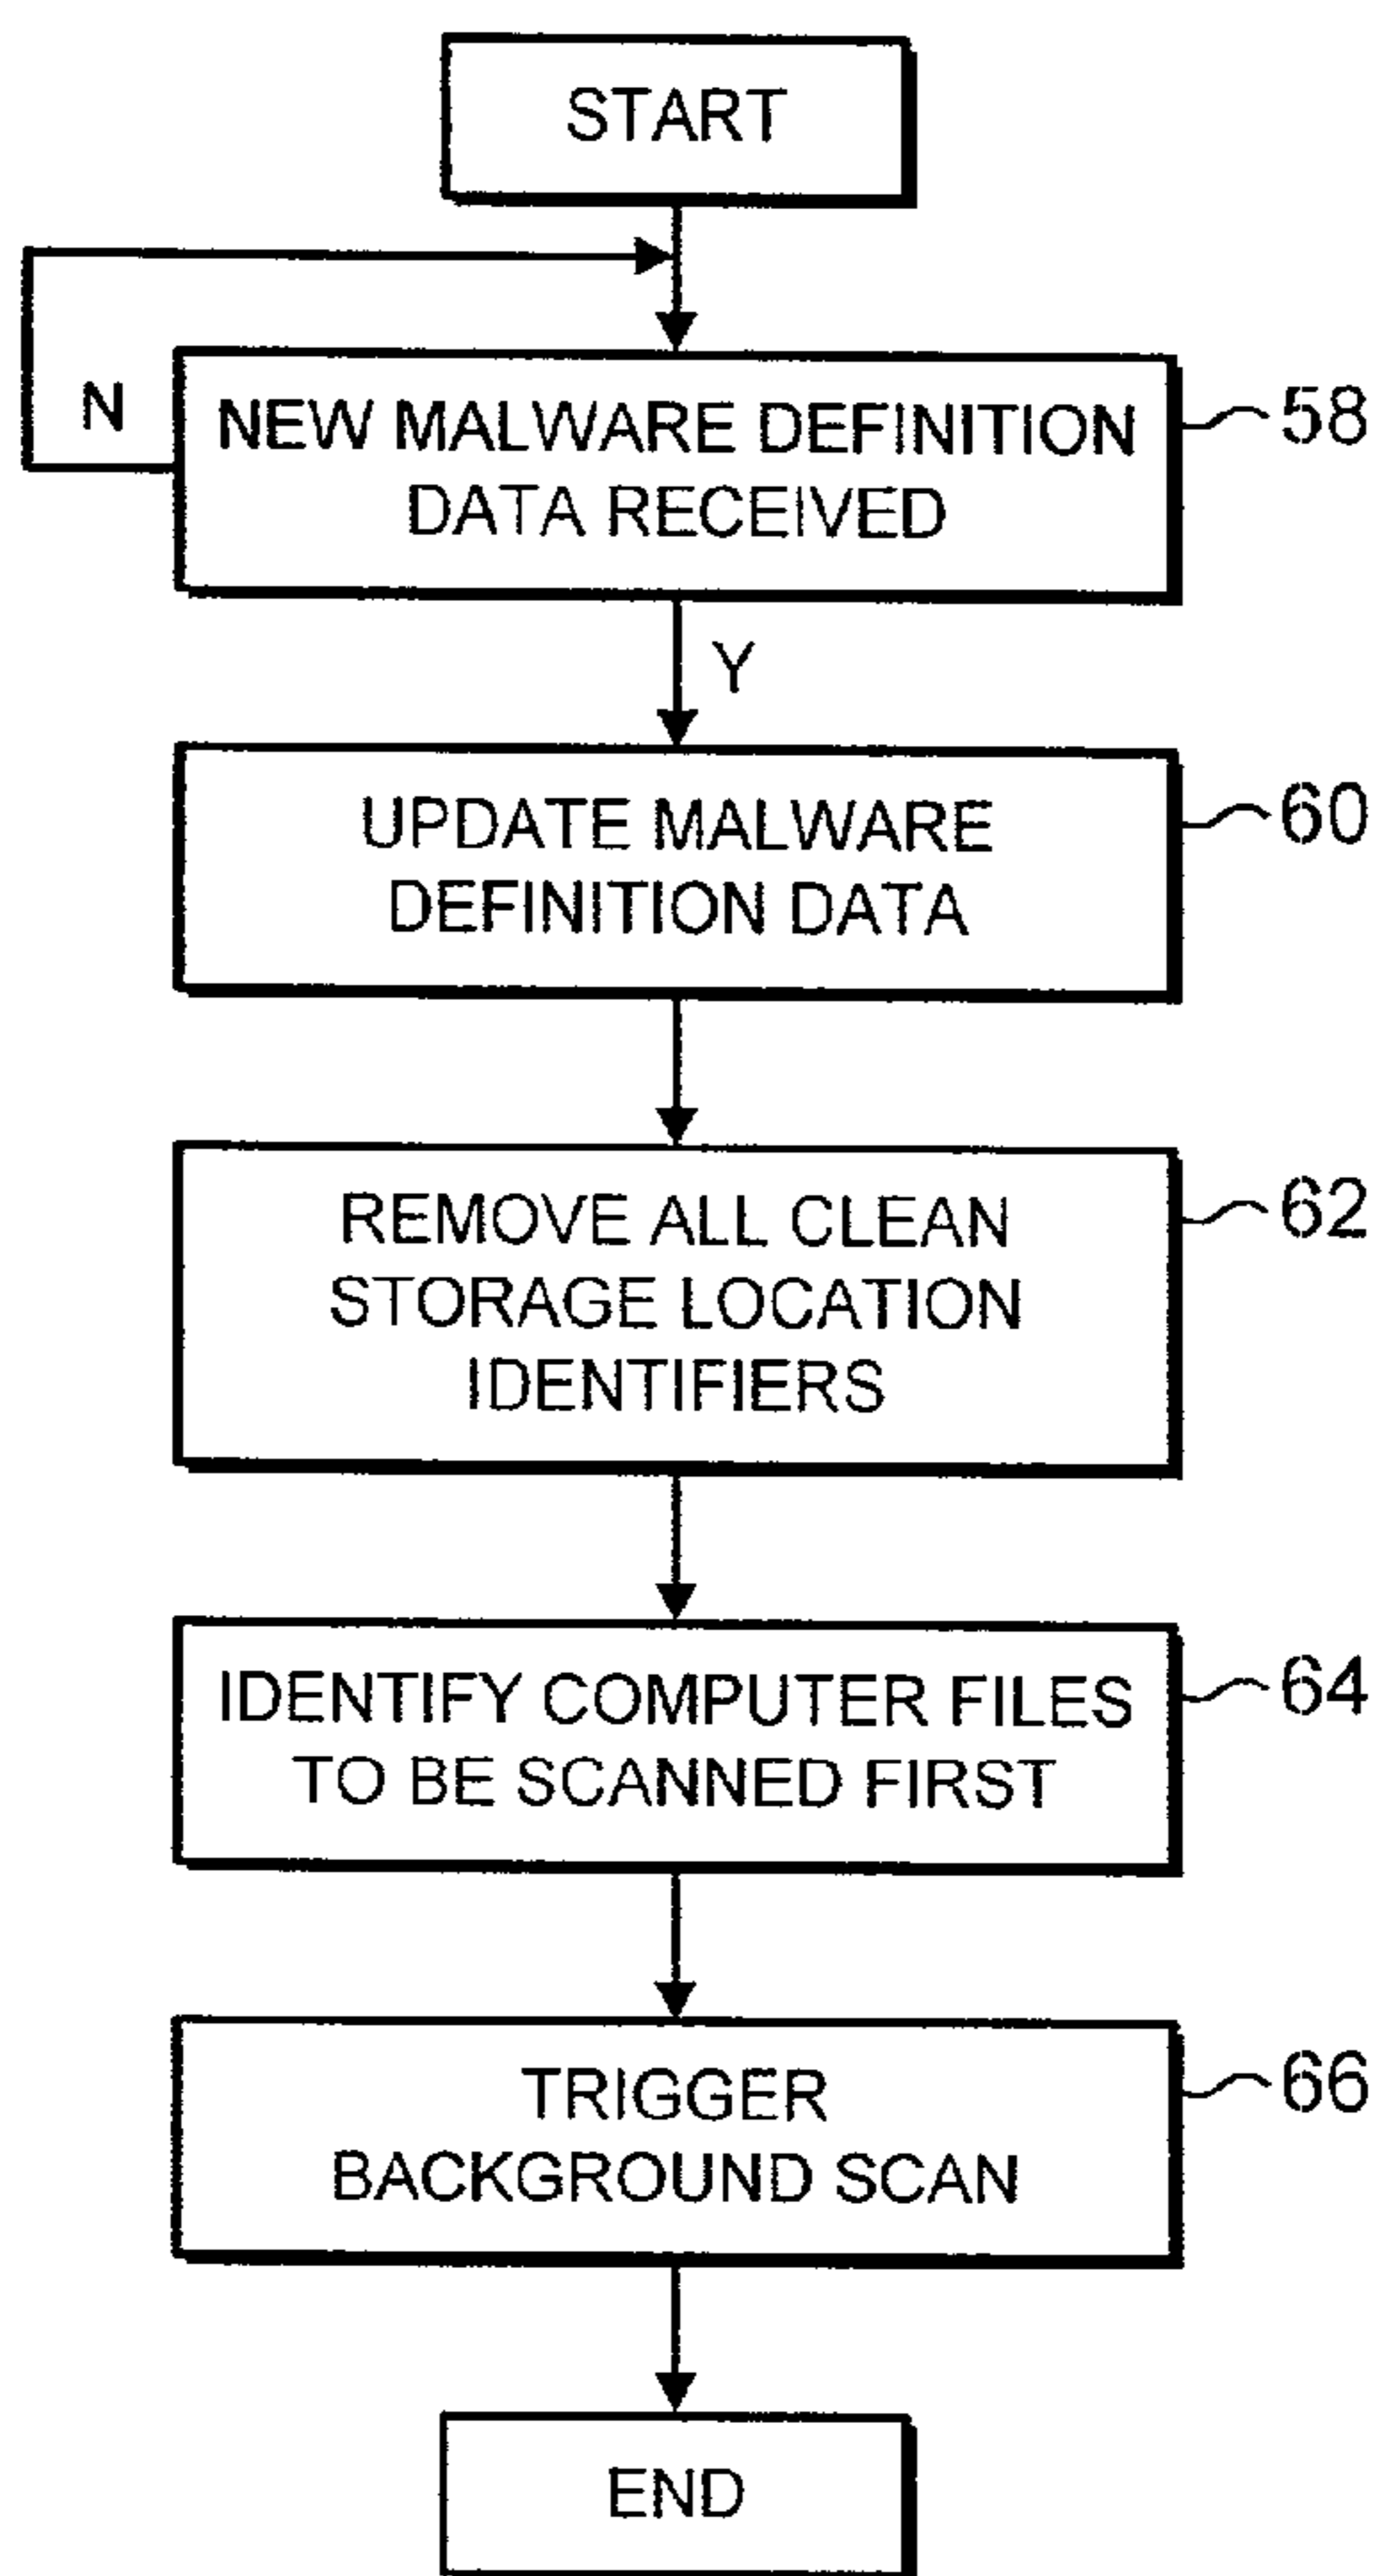 START
N
NEW MALWARE DEFINITION
DATA RECEIVED
58
Y
UPDATE MALWARE
DEFINITION DATA
60
REMOVE ALL CLEAN
STORAGE LOCATION
IDENTIFIERS
62
IDENTIFY COMPUTER FILES
TO BE SCANNED FIRST
64
TRIGGER
BACKGROUND SCAN
66
END